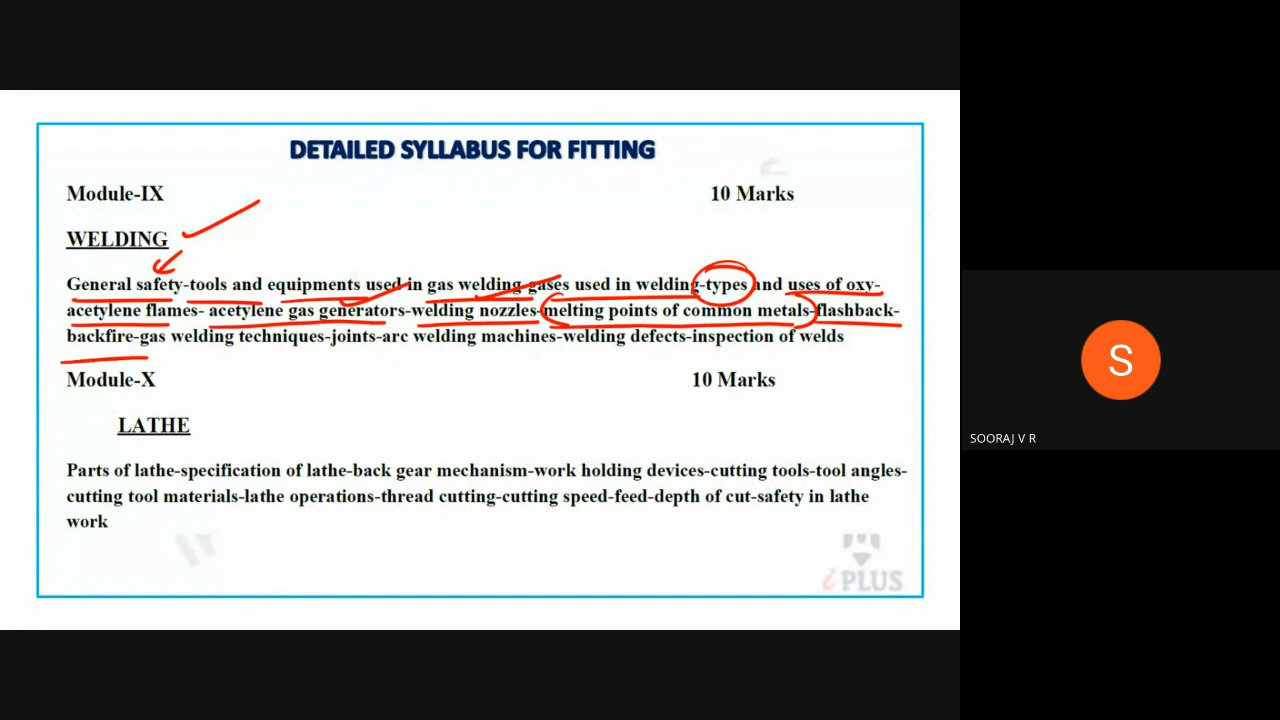 DETAILED SYLLABUS FOR FITTING
Module-IX 10 Marks
WELDING
General safety-tools and equipments used in gas welding-gases used in welding-types and uses of oxy-
acetylene flames- acetylene gas generators-welding nozzles-melting points of common metals-flashback-
backfire-gas welding techniques-joints-arc welding machines-welding defects-inspection of welds
Module-X 10 Marks
LATHE
Parts of lathe-specification of lathe-back gear mechanism-work holding devices-cutting tools-tool angles-
cutting tool materials-lathe operations-thread cutting-cutting speed-feed-depth of cut-safety in lathe
work
i PLUS
S
SOORAJ V R